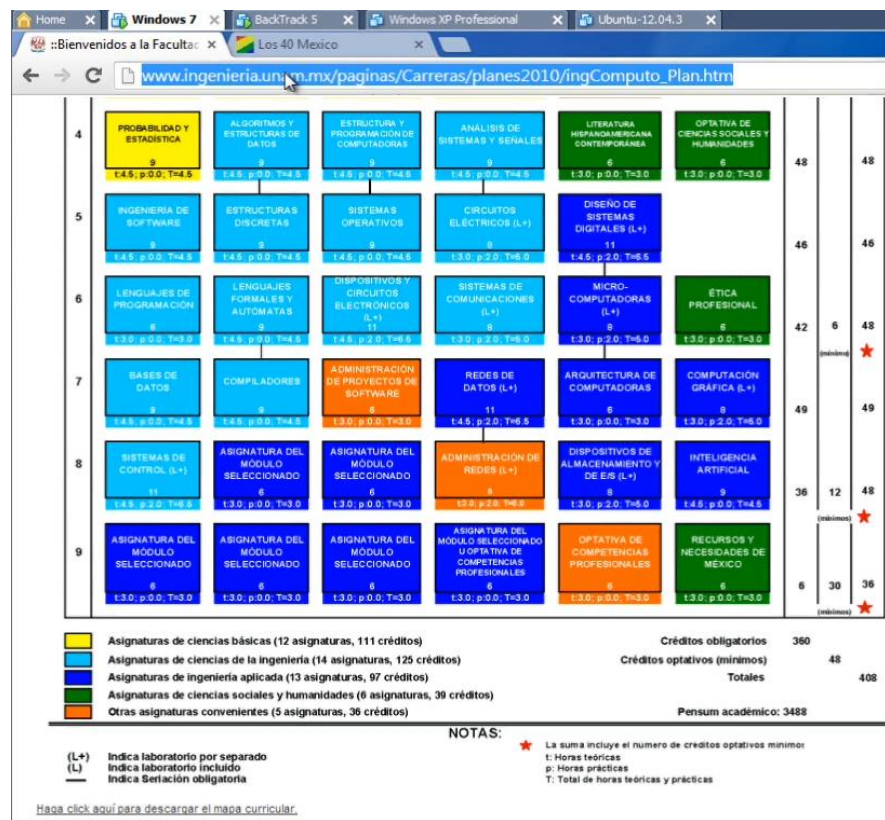 Home
Windows 7
BackTrack 5
Windows XP Professional
Ubuntu-12.04.3
::Bienvenidos a la Facultac
Los 40 Mexico
www.ingenieria.unam.mx/paginas/Carreras/planes2010/ingComputo_Plan.htm
4
PROBABILIDAD Y
ESTADÍSTICA
9
t:4.5; p:0.0; T=4.5
ALGORITMOS Y
ESTRUCTURAS DE
DATOS
9
t:4.5; p:0.0; T=4.5
ESTRUCTURA Y
PROGRAMACIÓN DE
COMPUTADORAS
9
t:4.5; p:0.0; T=4.5
ANÁLISIS DE
SISTEMAS Y SEÑALES
9
t:4.5; p:0.0; T=4.5
LITERATURA
HISPANOAMERICANA
CONTEMPORÁNEA
6
t:3.0; p:0.0; T=3.0
OPTATIVA DE
CIENCIAS SOCIALES Y
HUMANIDADES
6
t:3.0; p:0.0; T=3.0
48
48
5
INGENIERÍA DE
SOFTWARE
9
t:4.5; p:0.0; T=4.5
ESTRUCTURAS
DISCRETAS
9
t:4.5; p:0.0; T=4.5
SISTEMAS
OPERATIVOS
9
t:4.5; p:0.0; T=4.5
CIRCUITOS
ELÉCTRICOS (L+)
8
t:3.0; p:2.0; T=5.0
DISEÑO DE
SISTEMAS
DIGITALES (L+)
11
t:4.5; p:2.0; T=6.5
46
46
6
LENGUAJES DE
PROGRAMACIÓN
6
t:3.0; p:0.0; T=3.0
LENGUAJES
FORMALES Y
AUTÓMATAS
9
t:4.5; p:0.0; T=4.5
DISPOSITIVOS Y
CIRCUITOS
ELECTRÓNICOS
(L+)
11
t:4.5; p:2.0; T=6.5
SISTEMAS DE
COMUNICACIONES
(L+)
8
t:3.0; p:2.0; T=5.0
MICRO-
COMPUTADORAS
(L+)
8
t:3.0; p:2.0; T=5.0
ÉTICA
PROFESIONAL
6
t:3.0; p:0.0; T=3.0
42
6
(mínimo)
48
7
BASES DE
DATOS
9
t:4.5; p:0.0; T=4.5
COMPILADORES
9
t:4.5; p:0.0; T=4.5
ADMINISTRACIÓN
DE PROYECTOS DE
SOFTWARE
6
t:3.0; p:0.0; T=3.0
REDES DE
DATOS (L+)
11
t:4.5; p:2.0; T=6.5
ARQUITECTURA DE
COMPUTADORAS
6
t:3.0; p:0.0; T=3.0
COMPUTACIÓN
GRÁFICA (L+)
8
t:3.0; p:2.0; T=5.0
49
49
8
SISTEMAS DE
CONTROL (L+)
11
t:4.5; p:2.0; T=6.5
ASIGNATURA DEL
MÓDULO
SELECCIONADO
6
t:3.0; p:0.0; T=3.0
ASIGNATURA DEL
MÓDULO
SELECCIONADO
6
t:3.0; p:0.0; T=3.0
ADMINISTRACIÓN DE
REDES (L+)
DISPOSITIVOS DE
ALMACENAMIENTO Y
DE E/S (L+)
8
t:3.0; p:2.0; T=5.0
INTELIGENCIA
ARTIFICIAL
9
t:4.5; p:0.0; T=4.5
36
12
(mínimos)
48
9
ASIGNATURA DEL
MÓDULO
SELECCIONADO
6
t:3.0; p:0.0; T=3.0
ASIGNATURA DEL
MÓDULO
SELECCIONADO
6
t:3.0; p:0.0; T=3.0
ASIGNATURA DEL
MÓDULO
SELECCIONADO
6
t:3.0; p:0.0; T=3.0
ASIGNATURA DEL
MÓDULO SELECCIONADO
U OPTATIVA DE
COMPETENCIAS
PROFESIONALES
6
t:3.0; p:0.0; T=3.0
OPTATIVA DE
COMPETENCIAS
PROFESIONALES
6
t:3.0; p:0.0; T=3.0
RECURSOS Y
NECESIDADES DE
MÉXICO
6
t:3.0; p:0.0; T=3.0
6
30
(mínimos)
36
Asignaturas de ciencias básicas (12 asignaturas, 111 créditos)
Créditos obligatorios 360
Asignaturas de ciencias de la ingeniería (14 asignaturas, 125 créditos)
Créditos optativos (mínimos) 48
Asignaturas de ingeniería aplicada (13 asignaturas, 97 créditos)
Totales 408
Asignaturas de ciencias sociales y humanidades (6 asignaturas, 39 créditos)
Otras asignaturas convenientes (5 asignaturas, 36 créditos)
Pensum académico: 3488
NOTAS:
(L+) Indica laboratorio por separado
(L) Indica laboratorio incluido
Indica Seriación obligatoria
La suma incluye el numero de creditos optativos minimos
t: Horas teóricas
p: Horas prácticas
T: Total de horas teóricas y prácticas
Haga click aquí para descargar el mapa curricular.